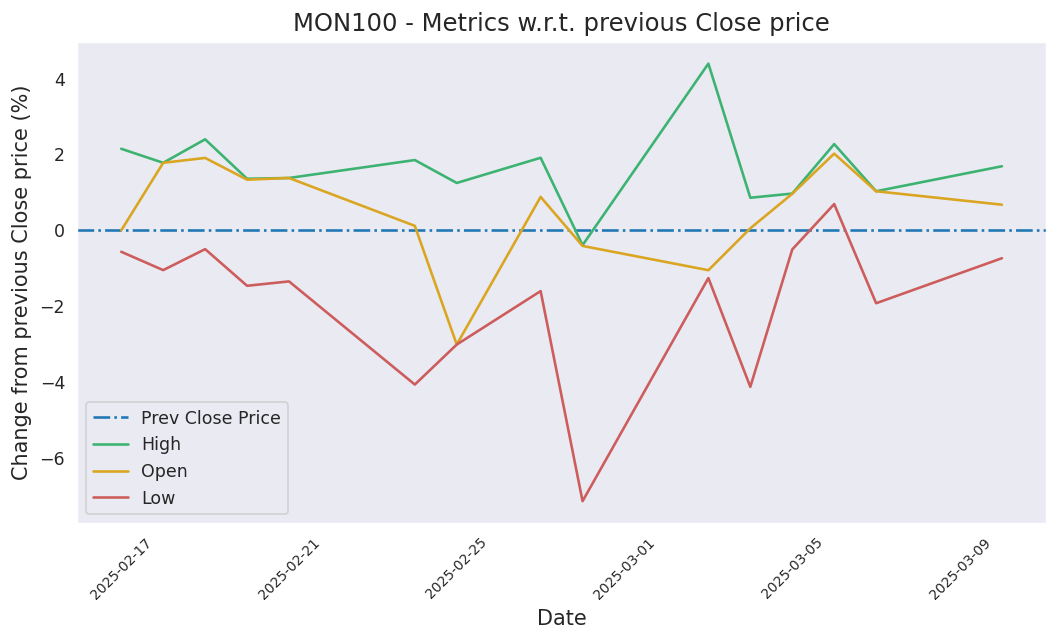 MON100 - Metrics w.r.t. previous Close price
Change from previous Close price (%)
4
2
0
−2
−4
−6
Prev Close Price
High
Open
Low
2025-02-17
2025-02-21
2025-02-25
2025-03-01
2025-03-05
2025-03-09
Date